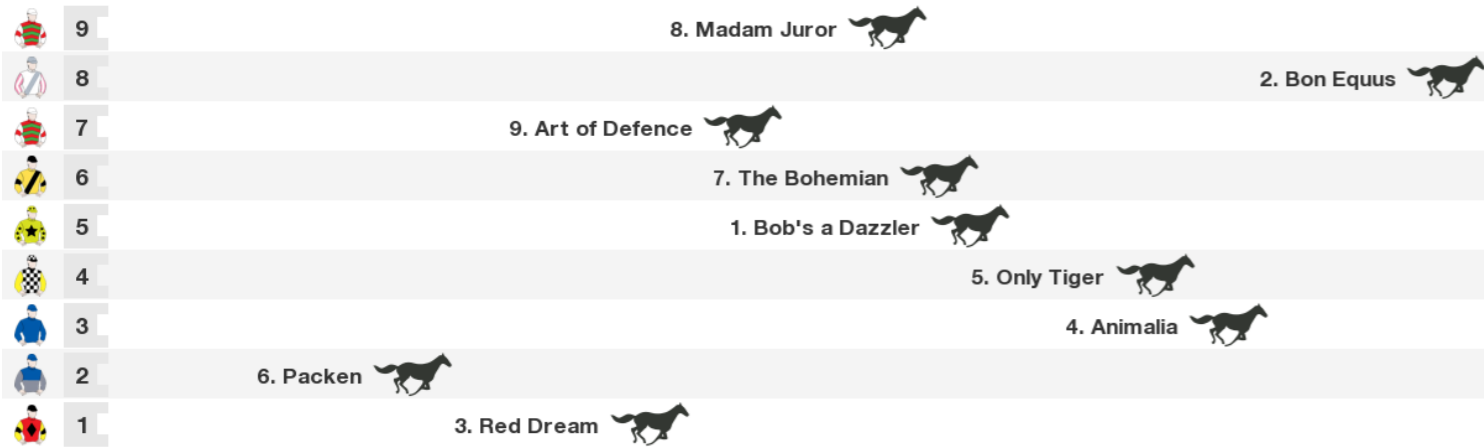 9 8. Madam Juror
8 2. Bon Equus
7 9. Art of Defence
6 7. The Bohemian
5 1. Bob's a Dazzler
4 5. Only Tiger
3 4. Animalia
2 6. Packen
1 3. Red Dream